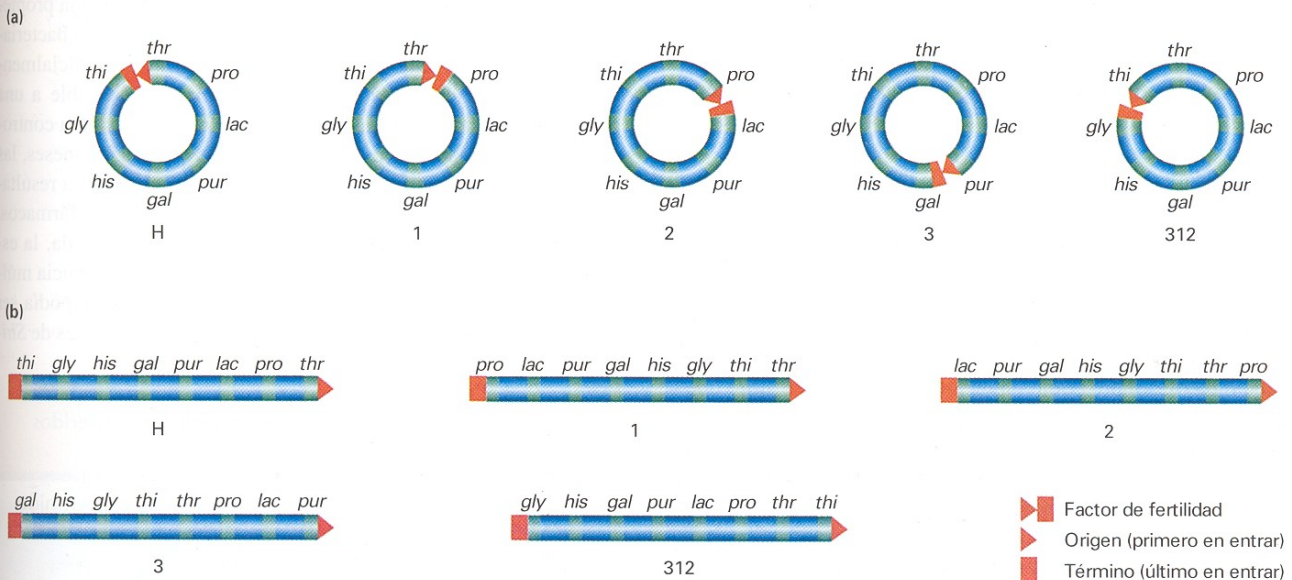 (a)
thr
thi
pro
gly
lac
his
pur
gal
H
thr
thi
pro
gly
lac
his
pur
gal
1
thr
thi
pro
gly
lac
his
pur
gal
2
thr
thi
pro
gly
lac
his
pur
gal
3
thr
thi
pro
gly
lac
his
pur
gal
312
(b)
thi gly his gal pur lac pro thr
H
pro lac pur gal his gly thi thr
1
lac pur gal his gly thi thr pro
2
gal his gly thi thr pro lac pur
3
gly his gal pur lac pro thr thi
312
Factor de fertilidad
Origen (primero en entrar)
Término (último en entrar)